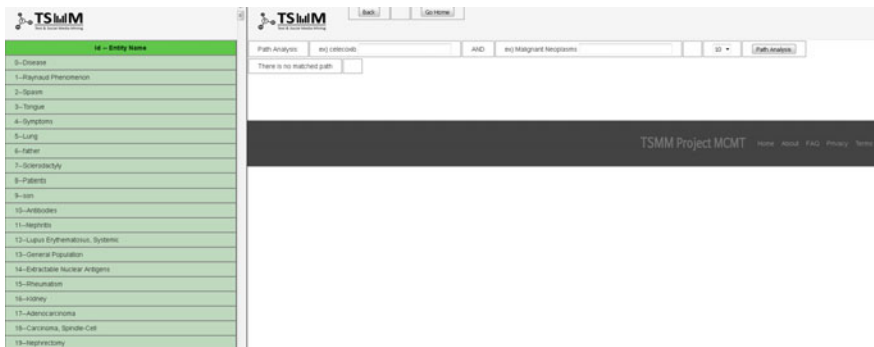 TSMM
Text & Social Media Mining
Id -- Entity Name
0--Disease
1--Raynaud Phenomenon
2--Spasm
3--Tongue
4--Symptoms
5--Lung
6--father
7--Sclerodactyly
8--Patients
9--son
10--Antibodies
11--Nephritis
12--Lupus Erythematosus, Systemic
13--General Population
14--Extractable Nuclear Antigens
15--Rheumatism
16--Kidney
17--Adenocarcinoma
18--Carcinoma, Spindle-Cell
19--Nephrectomy
TSMM
Text & Social Media Mining
Back Go Home
Path Analysis ex) celecoxib AND ex) Malignant Neoplasms 10 Path Analysis
There is no matched path
TSMM Project MCMT Home About FAQ Privacy Terms